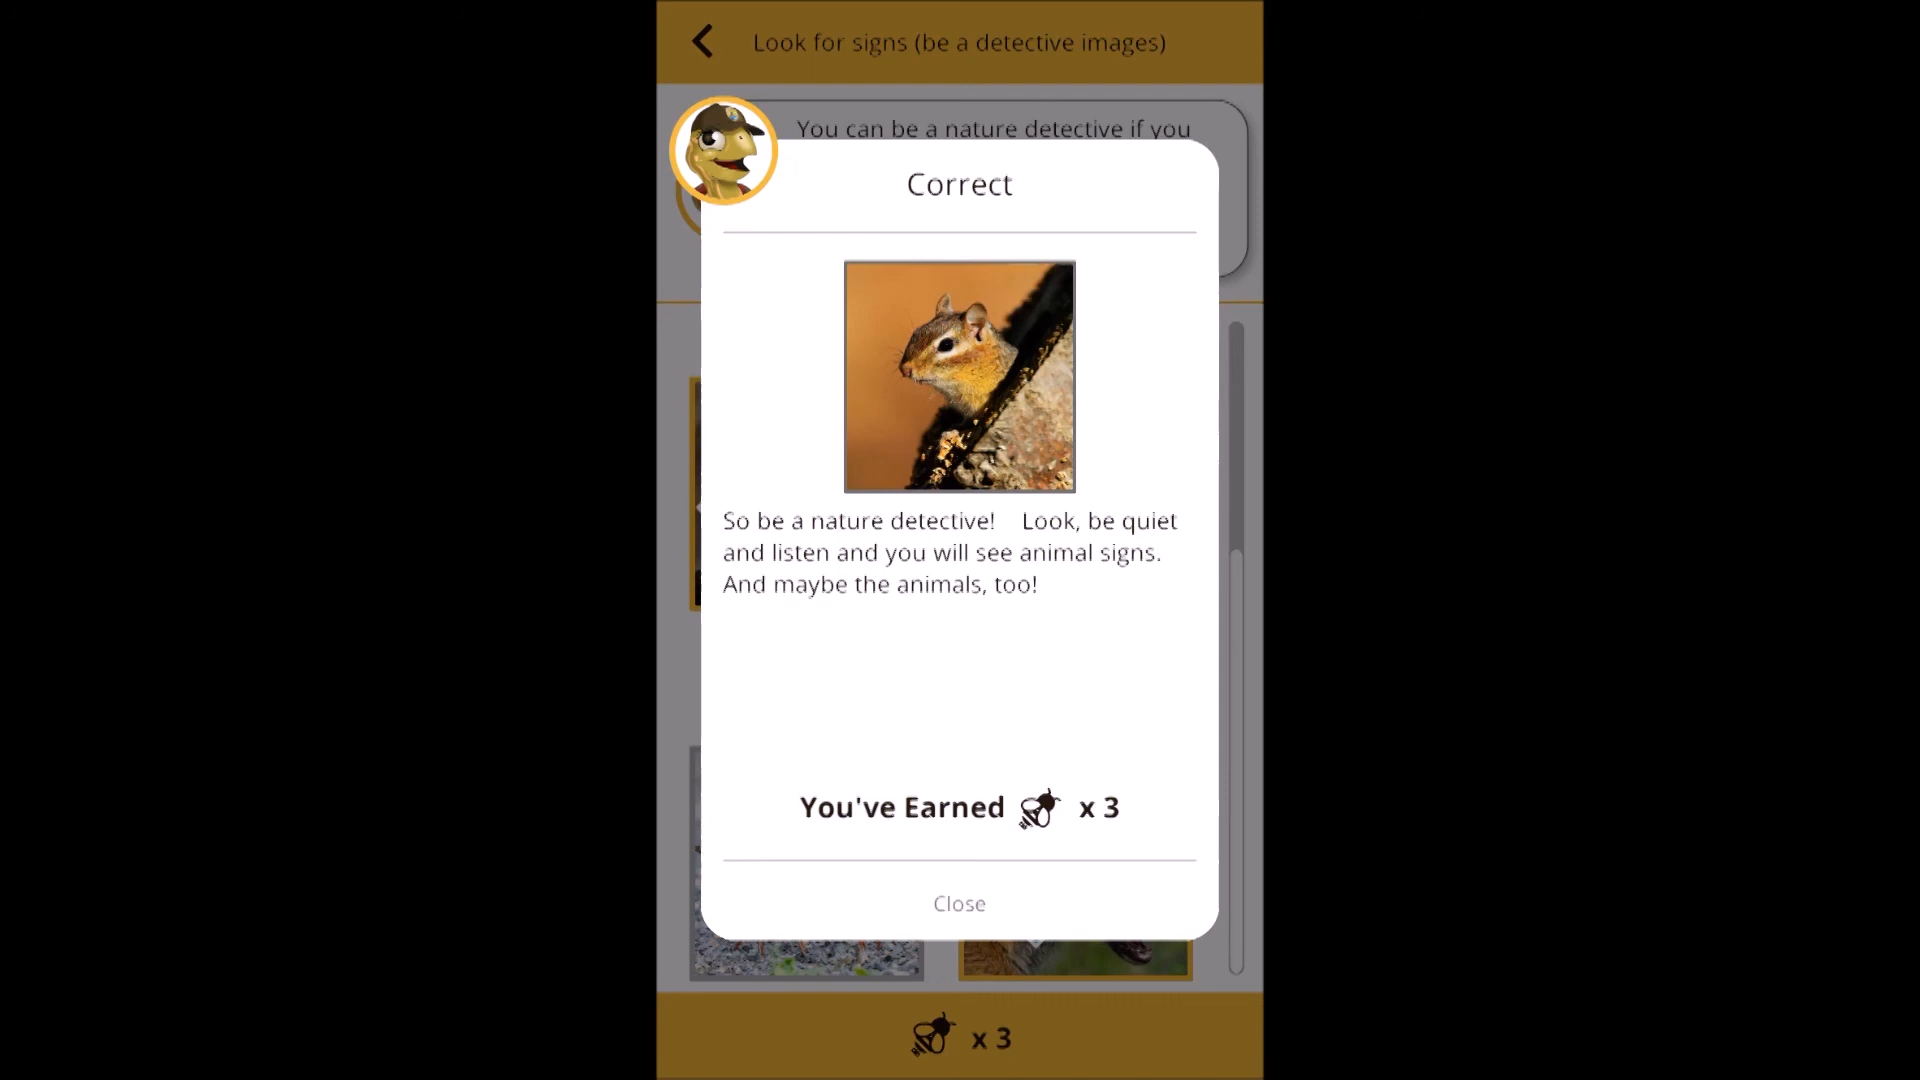 Look for signs (be a detective images)
You can be a nature detective if you
Correct
So be a nature detective! Look, be quiet
and listen and you will see animal signs.
And maybe the animals, too!
You've Earned x 3
Close
x 3